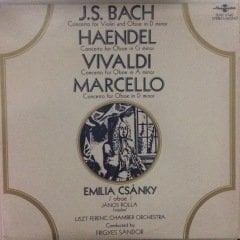 J.S. BACH
Concerto for Violin and Oboe in D minor
HAENDEL
Concerto for Oboe in G minor
VIVALDI
Concerto for Oboe in A minor
MARCELLO
Concerto for Oboe in D minor
EMILIA CSÁNKY
/ oboe /
JÁNOS ROLLA
/violin/
LISZT FERENC CHAMBER ORCHESTRA
Conducted by
FRIGYES SÁNDOR